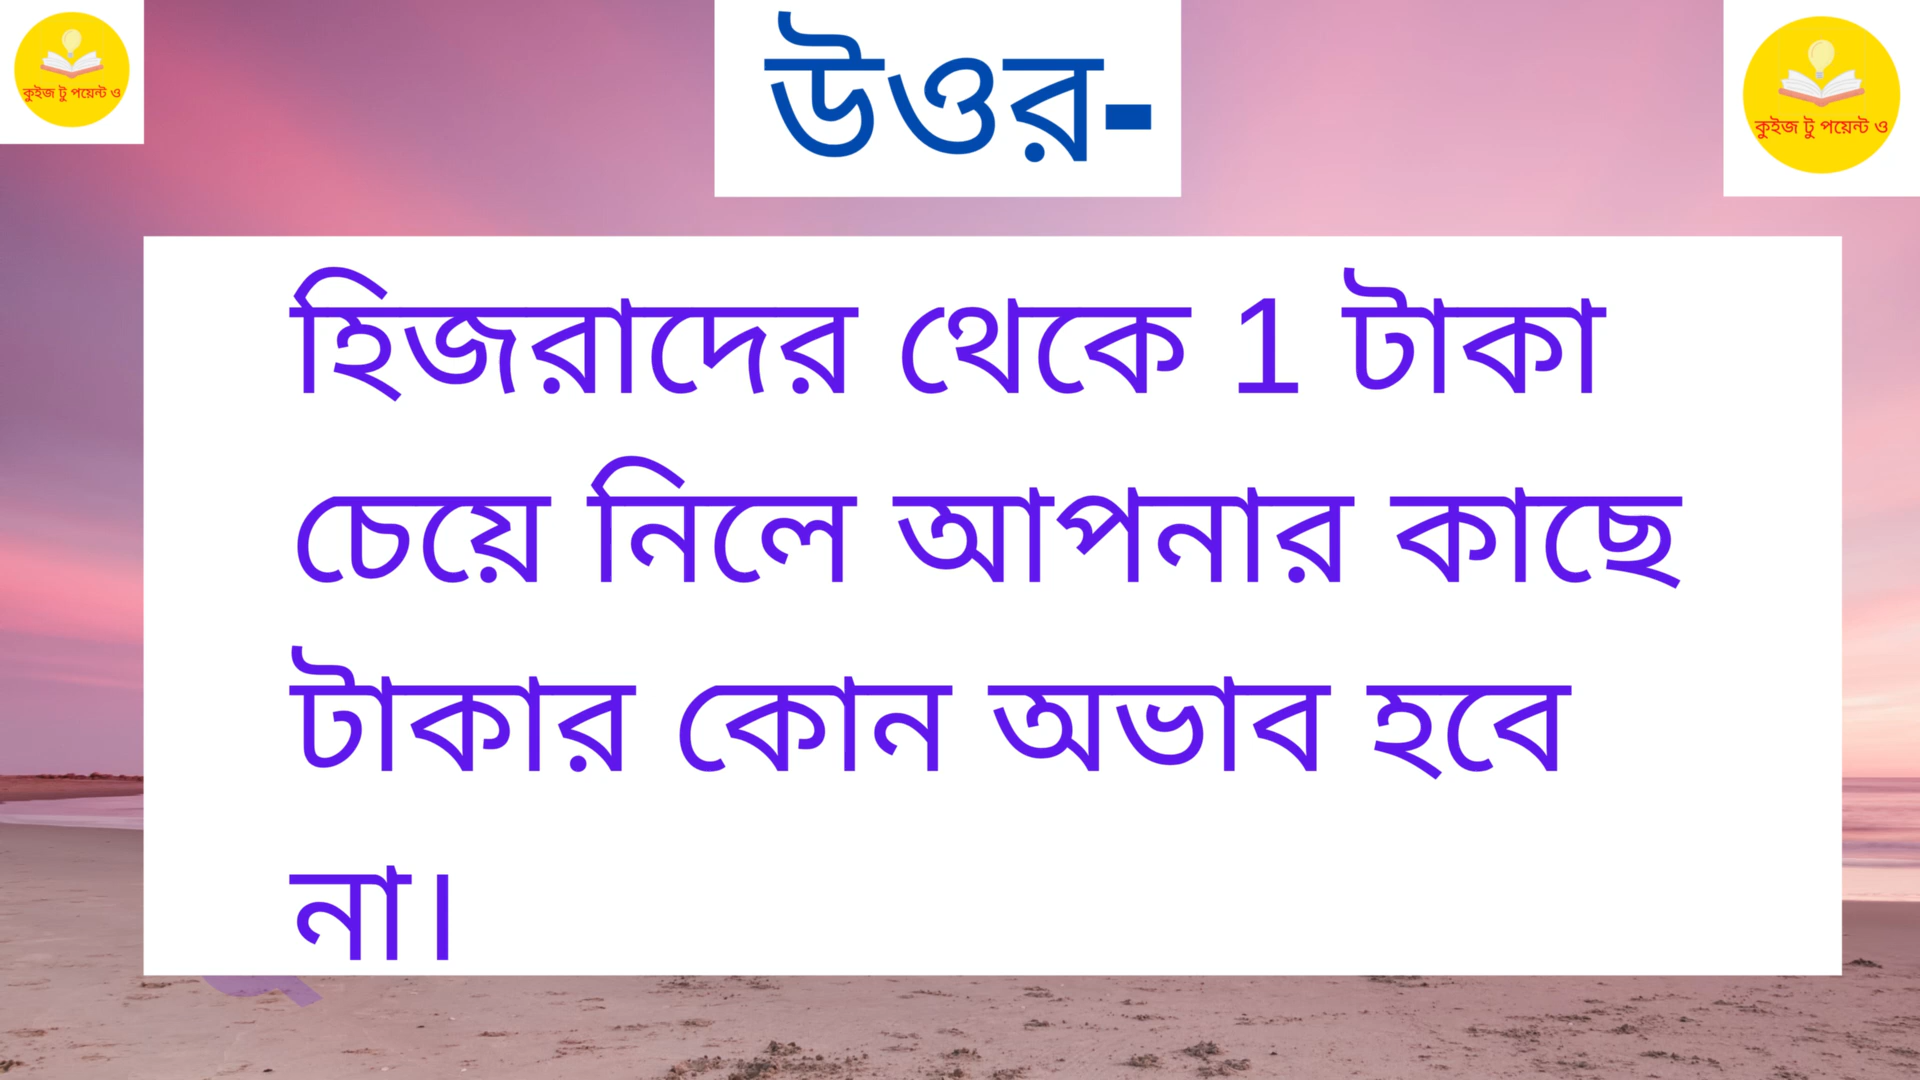 কুইজ টু পয়েন্ট ও
উওর-
কুইজ টু পয়েন্ট ও
হিজরাদের থেকে 1 টাকা
চেয়ে নিলে আপনার কাছে
টাকার কোন অভাব হবে
না।